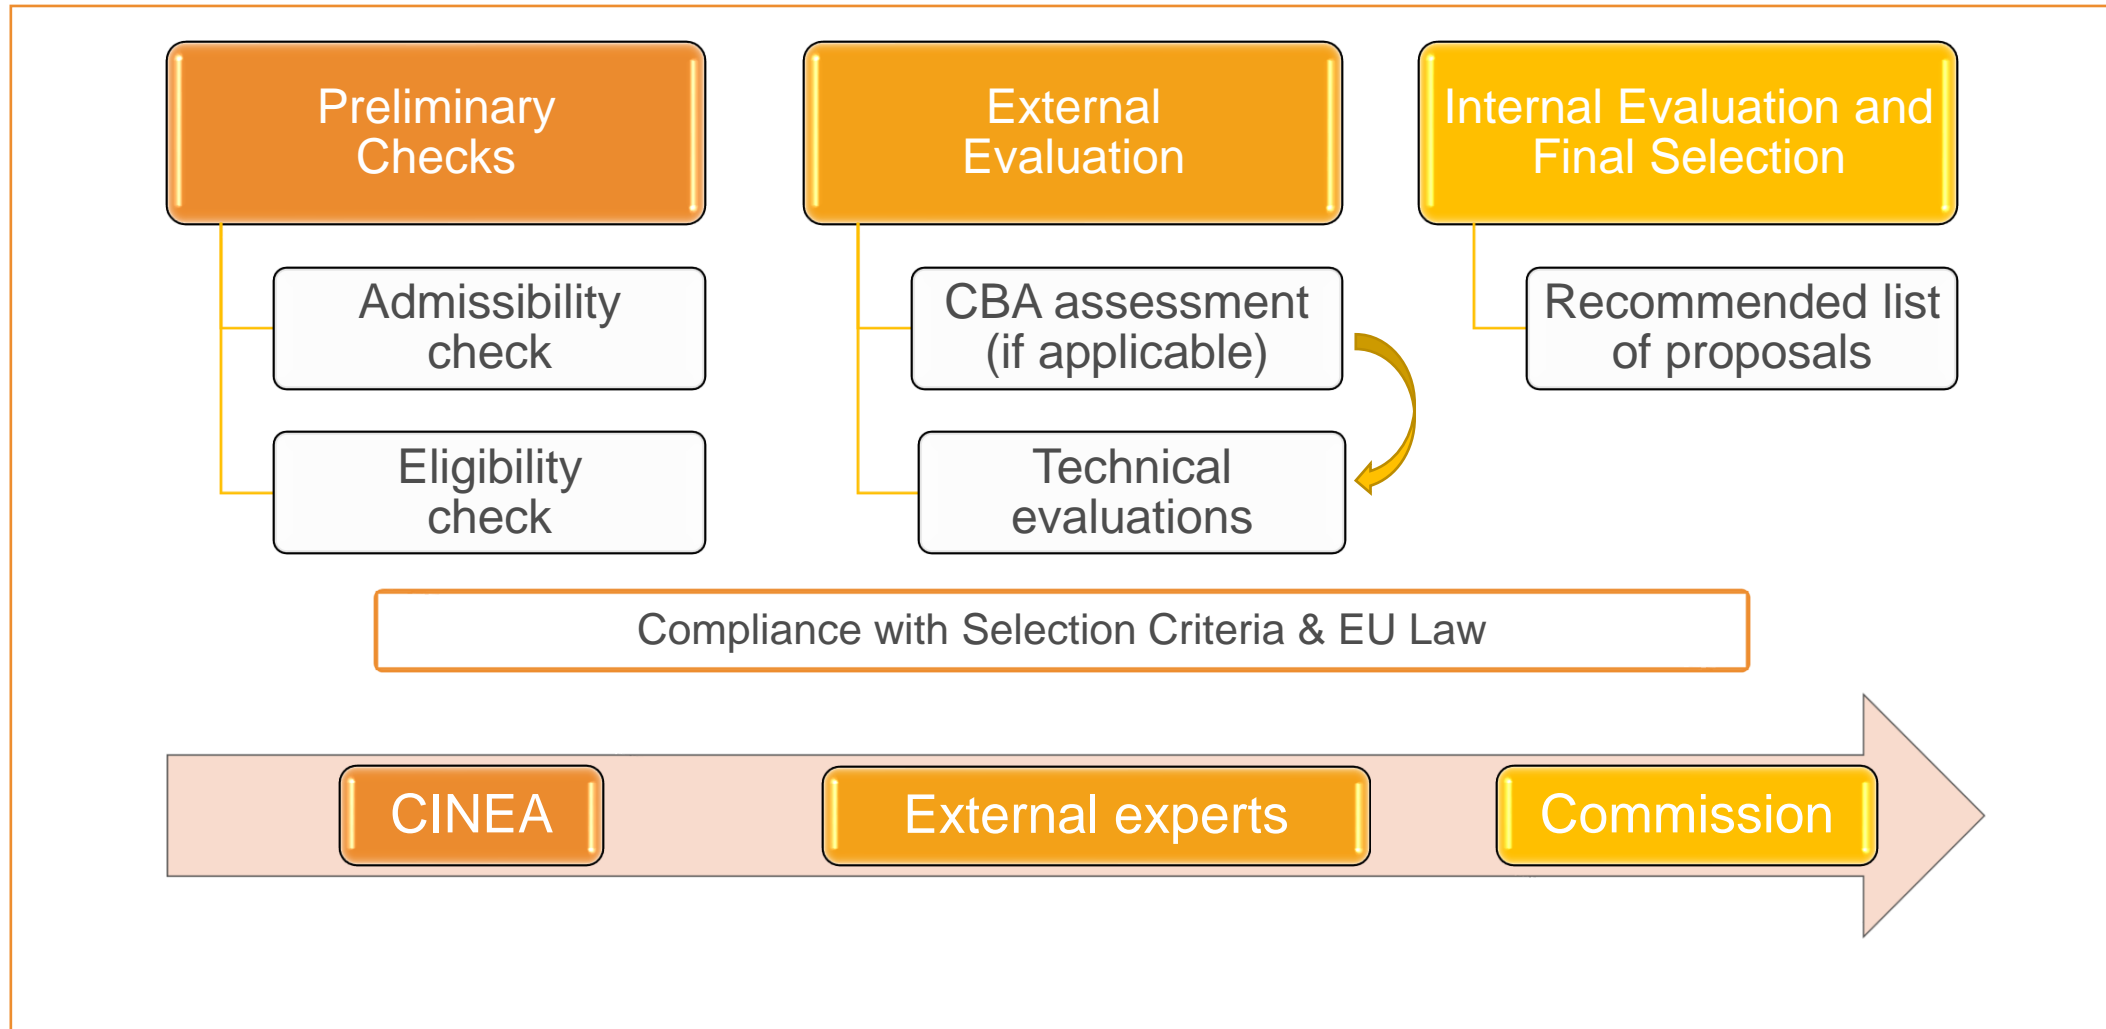 Preliminary
Checks
Admissibility
check
Eligibility
check
External
Evaluation
CBA assessment
(if applicable)
Technical
evaluations
Internal Evaluation and
Final Selection
Recommended list
of proposals
Compliance with Selection Criteria & EU Law
CINEA
External experts
Commission